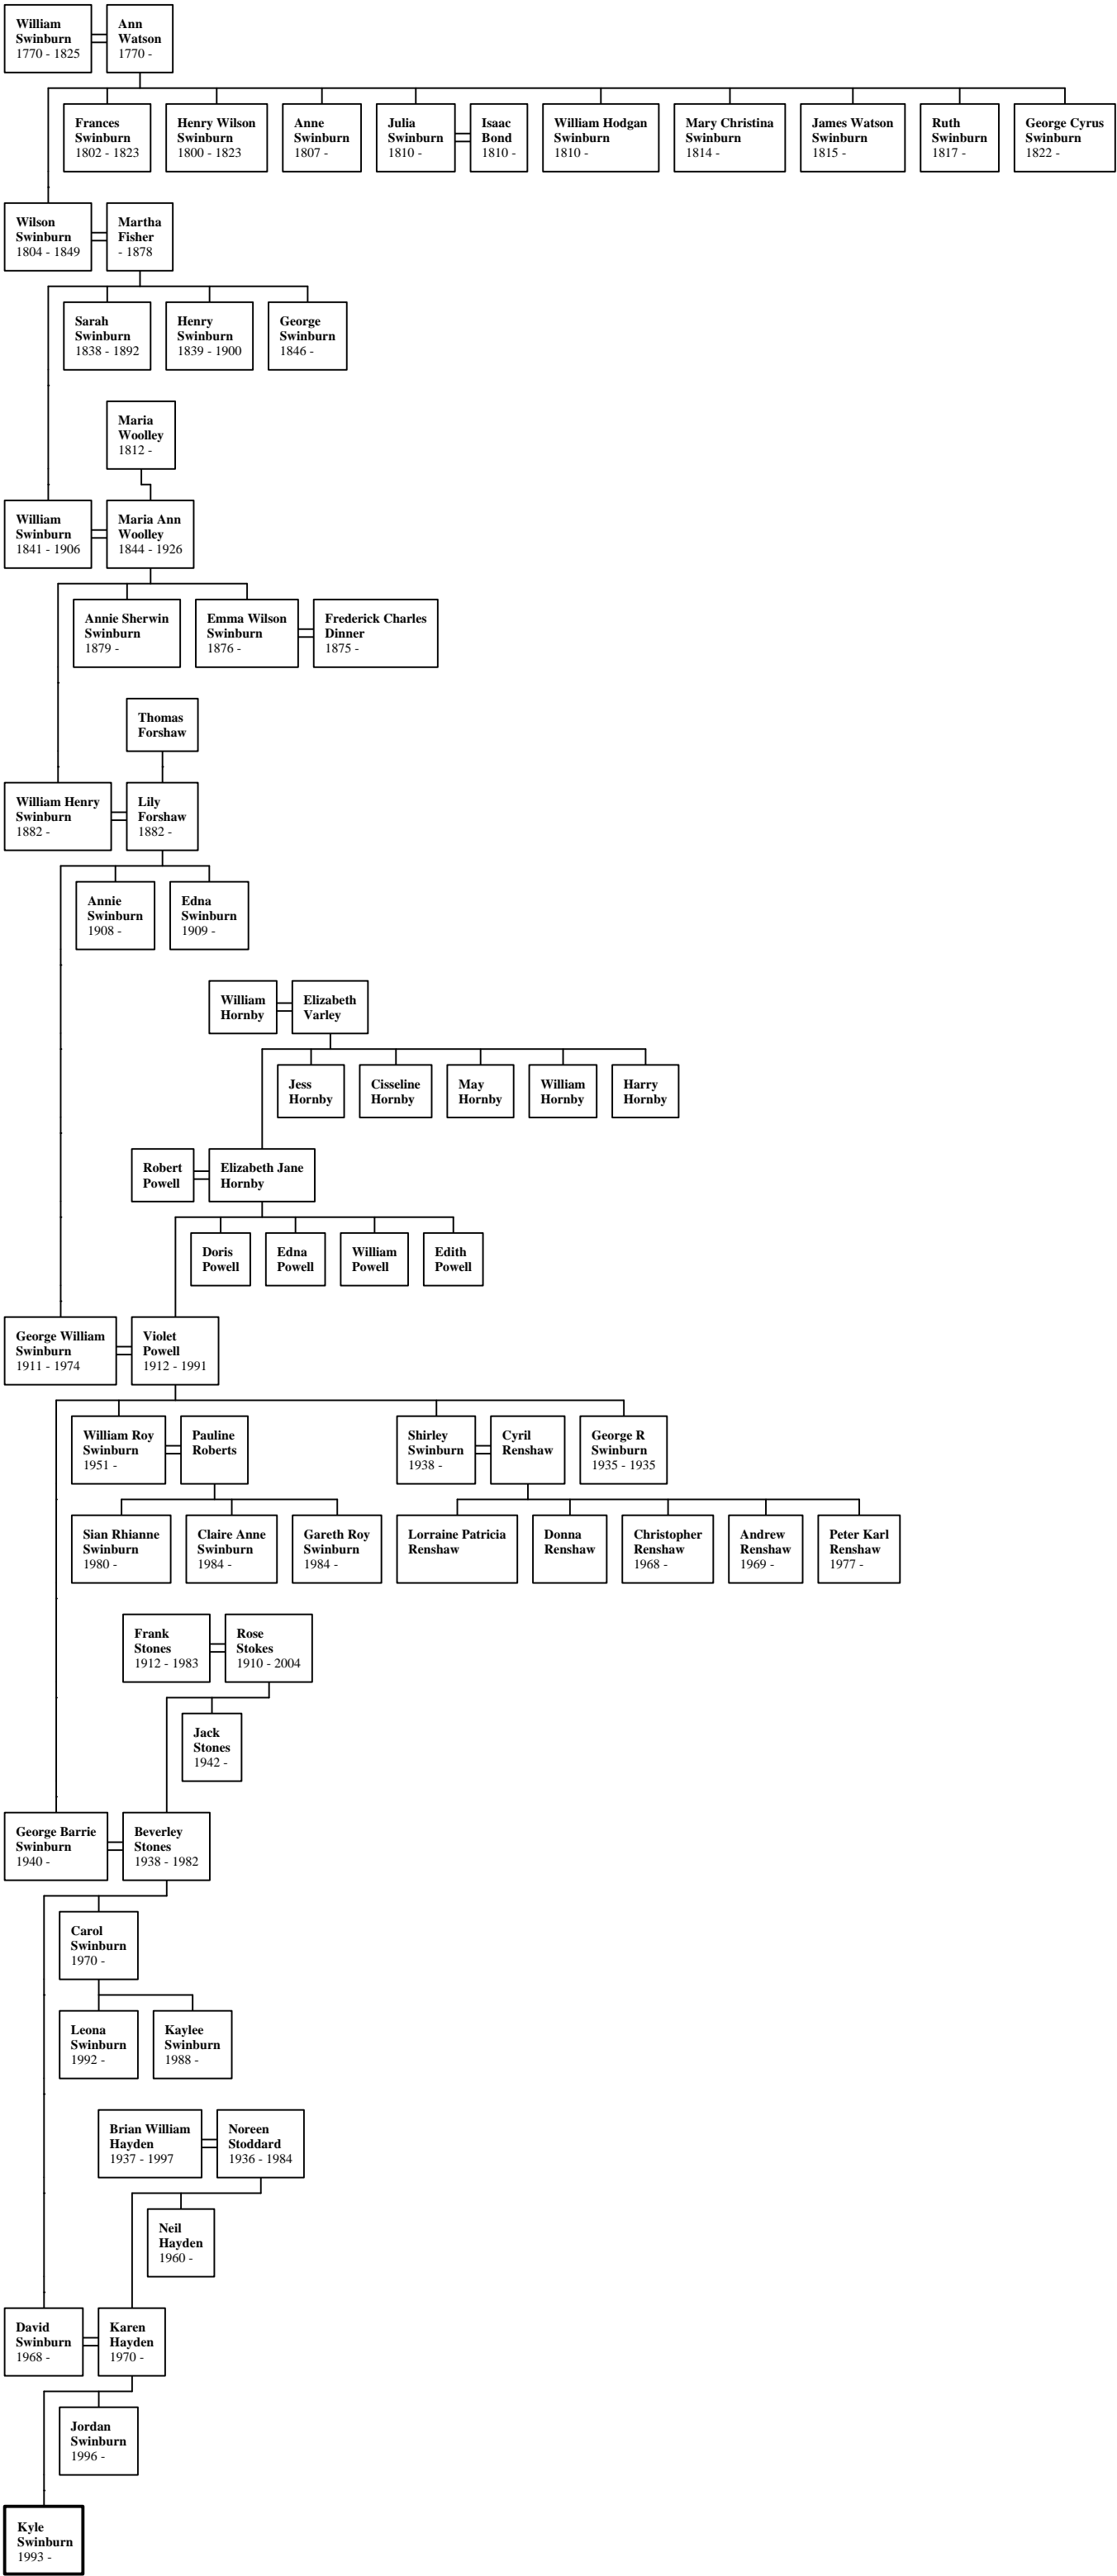 William
Swinburn
1770 - 1825
Ann
Watson
1770 -
Frances
Swinburn
1802 - 1823
Henry Wilson
Swinburn
1800 - 1823
Anne
Swinburn
1807 -
Julia
Swinburn
1810 -
Isaac
Bond
1810 -
William Hodgan
Swinburn
1810 -
Mary Christina
Swinburn
1814 -
James Watson
Swinburn
1815 -
Ruth
Swinburn
1817 -
George Cyrus
Swinburn
1822 -
Wilson
Swinburn
1804 - 1849
Martha
Fisher
- 1878
Sarah
Swinburn
1838 - 1892
Henry
Swinburn
1839 - 1900
George
Swinburn
1846 -
Maria
Woolley
1812 -
William
Swinburn
1841 - 1906
Maria Ann
Woolley
1844 - 1926
Annie Sherwin
Swinburn
1879 -
Emma Wilson
Swinburn
1876 -
Frederick Charles
Dinner
1875 -
Thomas
Forshaw
William Henry
Swinburn
1882 -
Lily
Forshaw
1882 -
Annie
Swinburn
1908 -
Edna
Swinburn
1909 -
William
Hornby
Elizabeth
Varley
Jess
Hornby
Cisseline
Hornby
May
Hornby
William
Hornby
Harry
Hornby
Robert
Powell
Elizabeth Jane
Hornby
Doris
Powell
Edna
Powell
William
Powell
Edith
Powell
George William
Swinburn
1911 - 1974
Violet
Powell
1912 - 1991
William Roy
Swinburn
1951 -
Pauline
Roberts
Shirley
Swinburn
1938 -
Cyril
Renshaw
George R
Swinburn
1935 - 1935
Sian Rhianne
Swinburn
1980 -
Claire Anne
Swinburn
1984 -
Gareth Roy
Swinburn
1984 -
Lorraine Patricia
Renshaw
Donna
Renshaw
Christopher
Renshaw
1968 -
Andrew
Renshaw
1969 -
Peter Karl
Renshaw
1977 -
Frank
Stones
1912 - 1983
Rose
Stokes
1910 - 2004
Jack
Stones
1942 -
George Barrie
Swinburn
1940 -
Beverley
Stones
1938 - 1982
Carol
Swinburn
1970 -
Leona
Swinburn
1992 -
Kaylee
Swinburn
1988 -
Brian William
Hayden
1937 - 1997
Noreen
Stoddard
1936 - 1984
Neil
Hayden
1960 -
David
Swinburn
1968 -
Karen
Hayden
1970 -
Jordan
Swinburn
1996 -
Kyle
Swinburn
1993 -